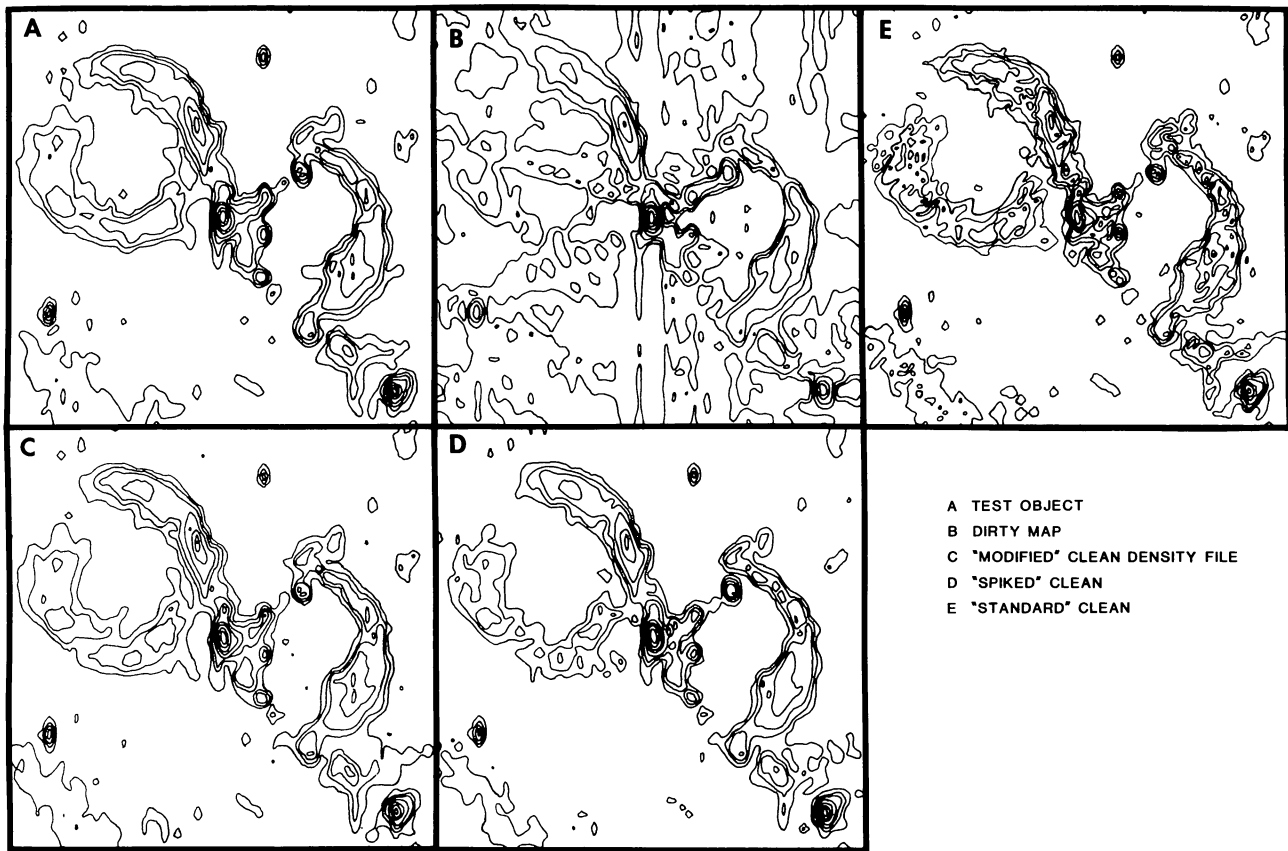 A
B
E
C
D
A TEST OBJECT
B DIRTY MAP
C "MODIFIED" CLEAN DENSITY FILE
D "SPIKED" CLEAN
E "STANDARD" CLEAN